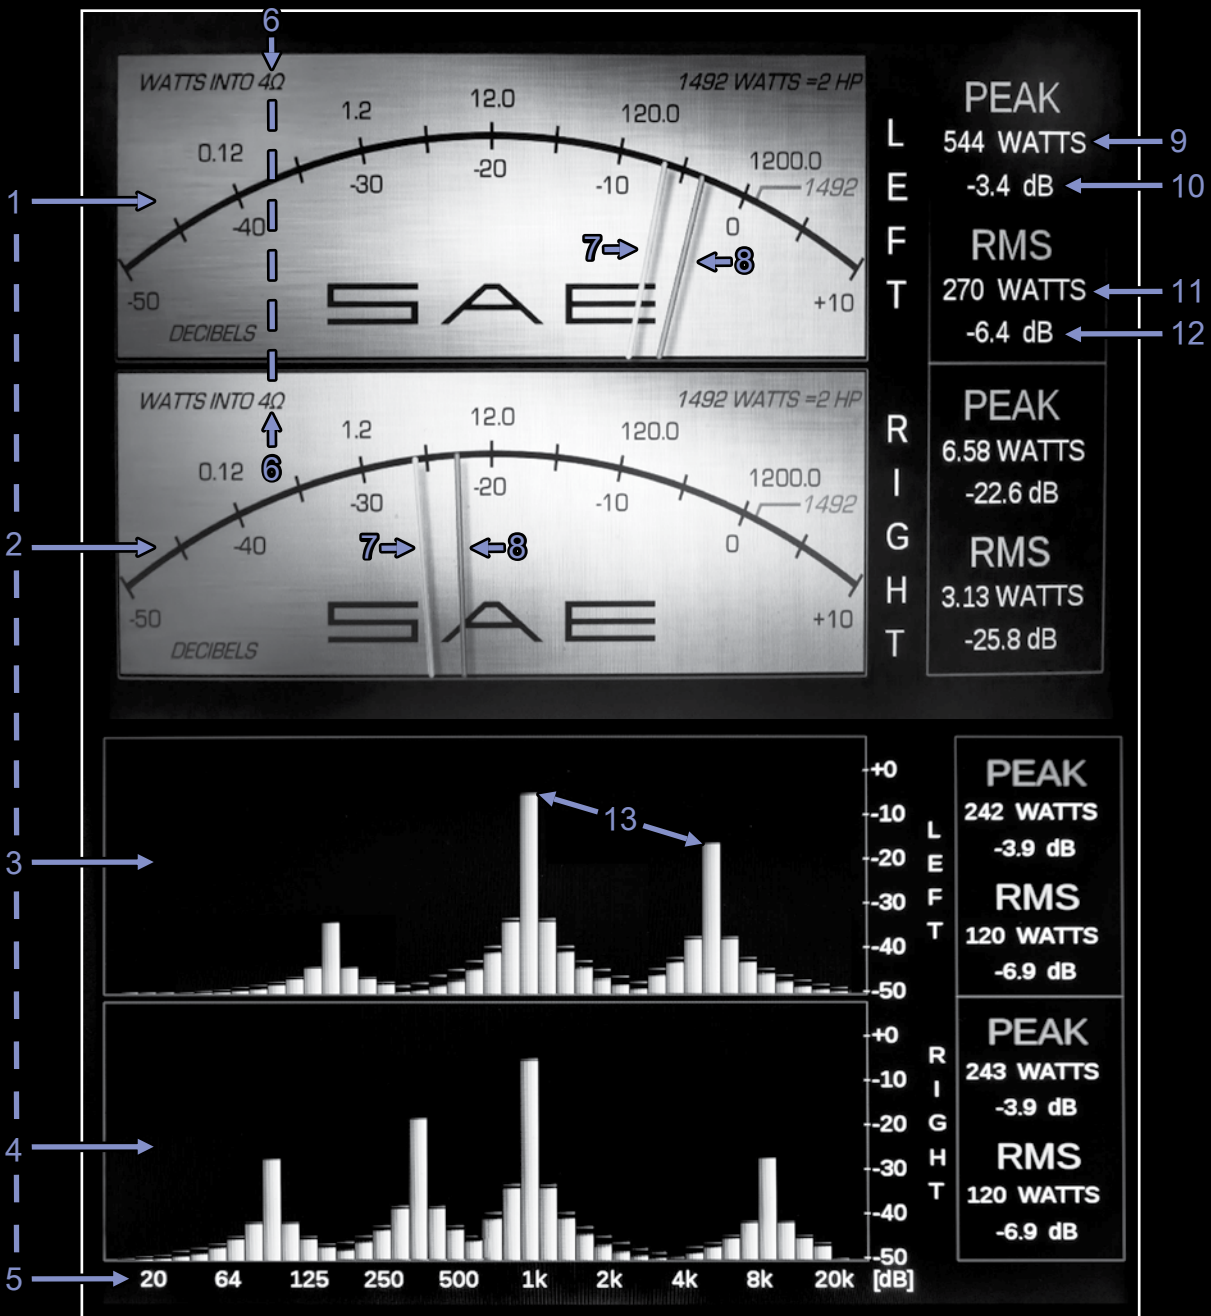 6
WATTS INTO 4Ω
1492 WATTS =2 HP
0.12
1.2
12.0
120.0
1200.0
1492
-50
-40
-30
-20
-10
0
+10
DECIBELS
SAE
7
8
1
LEFT
PEAK
544 WATTS
9
-3.4 dB
10
RMS
270 WATTS
11
-6.4 dB
12
WATTS INTO 4Ω
1492 WATTS =2 HP
6
0.12
1.2
12.0
120.0
1200.0
1492
-50
-40
-30
-20
-10
0
+10
DECIBELS
SAE
7
8
2
RIGHT
PEAK
6.58 WATTS
-22.6 dB
RMS
3.13 WATTS
-25.8 dB
3
13
+0
-10
-20
-30
-40
-50
LEFT
PEAK
242 WATTS
-3.9 dB
RMS
120 WATTS
-6.9 dB
4
+0
-10
-20
-30
-40
-50
RIGHT
PEAK
243 WATTS
-3.9 dB
RMS
120 WATTS
-6.9 dB
5
20 64 125 250 500 1k 2k 4k 8k 20k [dB]